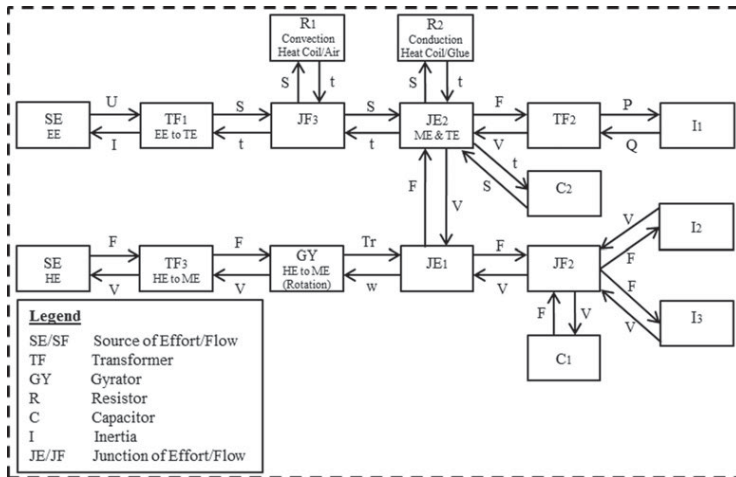 R1
Convection
Heat Coil/Air
R2
Conduction
Heat Coil/Glue
S
t
S
t
SE
EE
U
I
TF1
EE to TE
S
t
JF3
S
t
JE2
ME & TE
F
V
TF2
P
Q
I1
t
S
C2
F
V
SE
HE
F
V
TF3
HE to ME
F
V
GY
HE to ME
(Rotation)
Tr
w
JE1
F
V
JF2
V
F
I2
F
V
I3
F
V
C1
Legend
SE/SF Source of Effort/Flow
TF Transformer
GY Gyrator
R Resistor
C Capacitor
I Inertia
JE/JF Junction of Effort/Flow